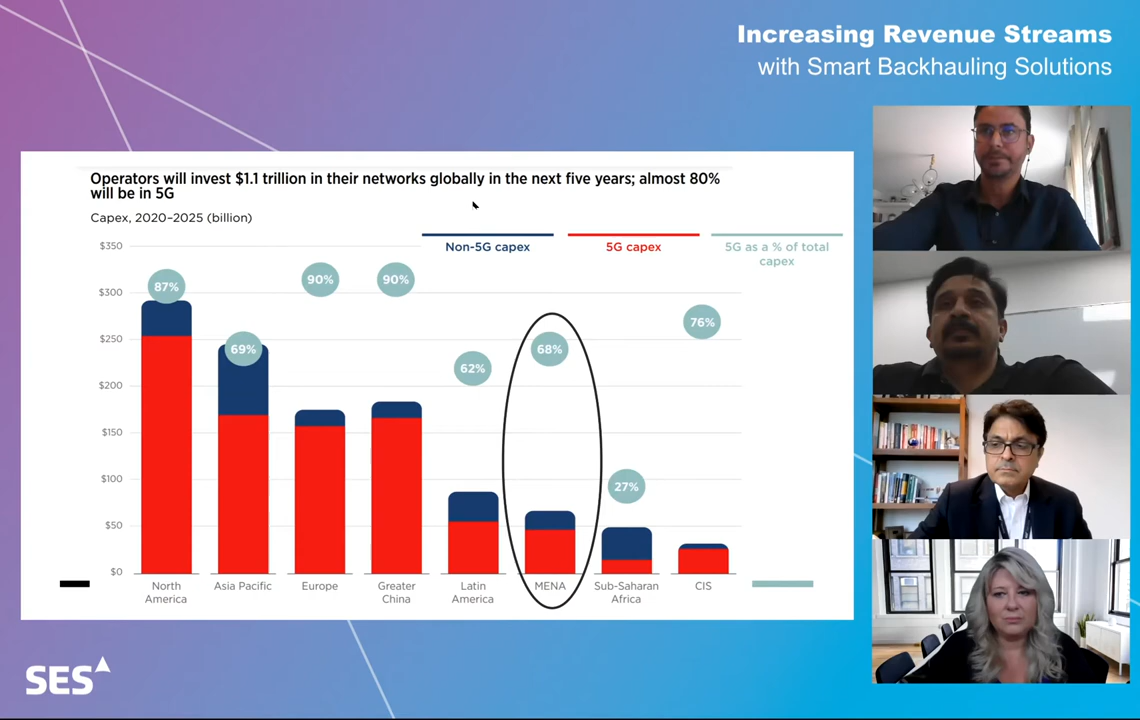 Increasing Revenue Streams
with Smart Backhauling Solutions
Operators will invest $1.1 trillion in their networks globally in the next five years; almost 80%
will be in 5G
Capex, 2020–2025 (billion)
Non-5G capex
5G capex
5G as a % of total
capex
$350
$300
$250
$200
$150
$100
$50
$0
87%
69%
90%
90%
62%
68%
27%
76%
North
America
Asia Pacific
Europe
Greater
China
Latin
America
MENA
Sub-Saharan
Africa
CIS
SES